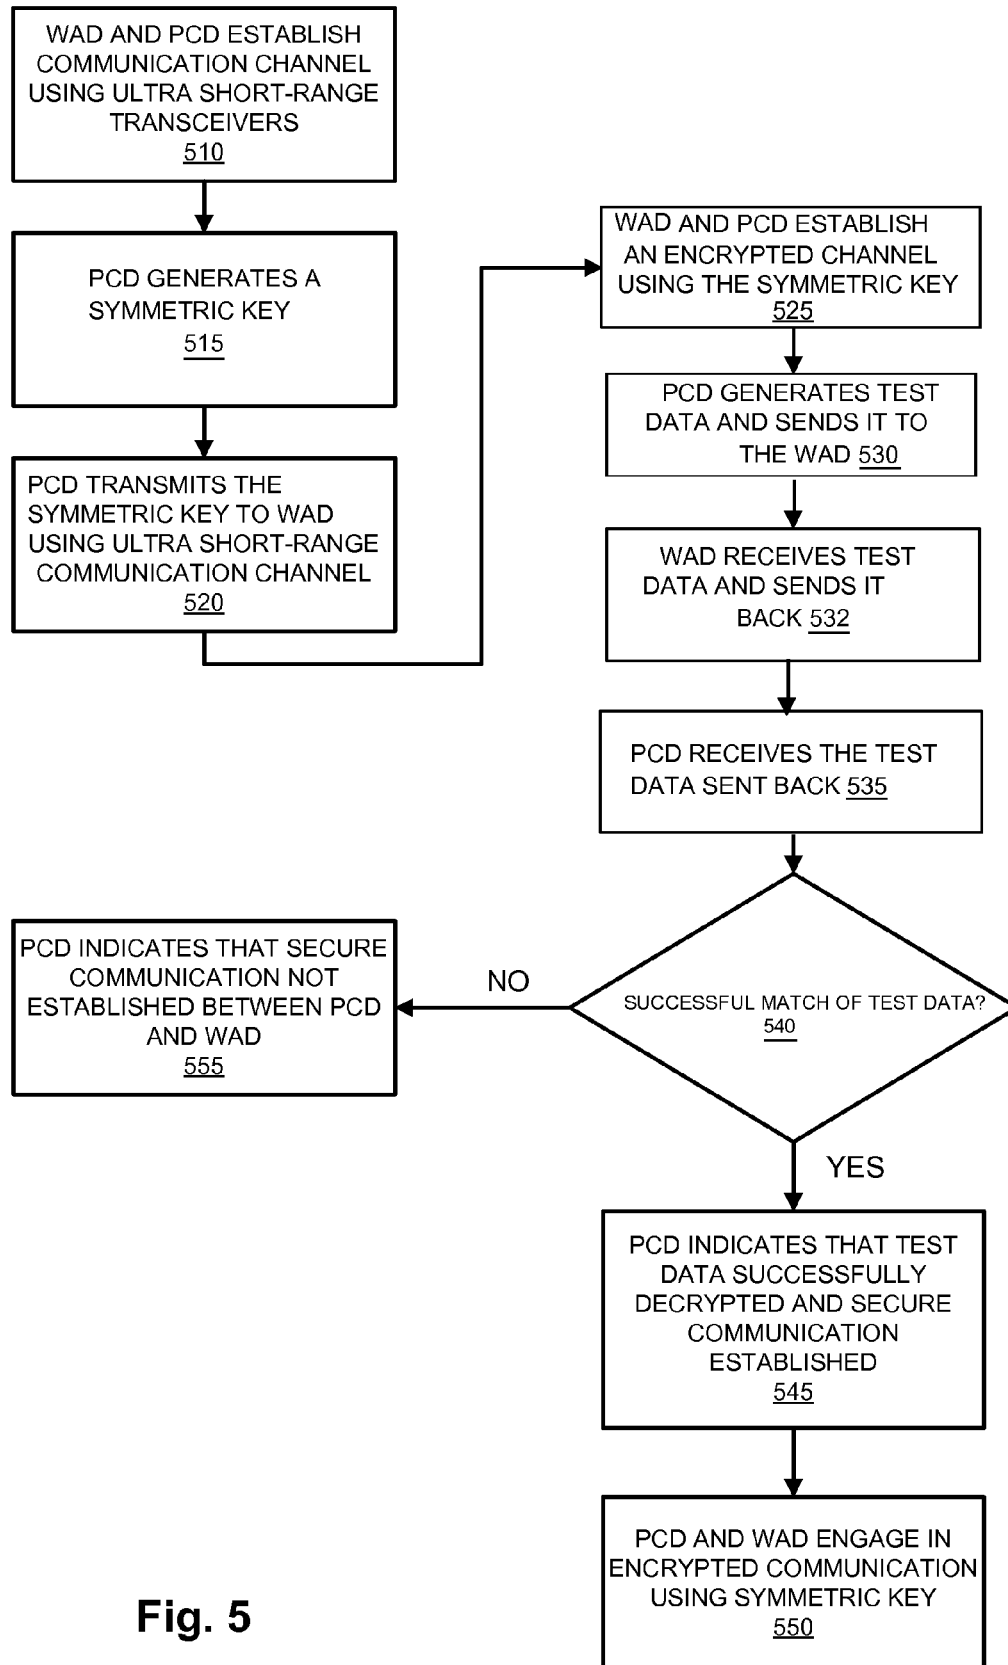 WAD AND PCD ESTABLISH
COMMUNICATION CHANNEL
USING ULTRA SHORT-RANGE
TRANSCEIVERS
510
PCD GENERATES A
SYMMETRIC KEY
515
PCD TRANSMITS THE
SYMMETRIC KEY TO WAD
USING ULTRA SHORT-RANGE
COMMUNICATION CHANNEL
520
WAD AND PCD ESTABLISH
AN ENCRYPTED CHANNEL
USING THE SYMMETRIC KEY
525
PCD GENERATES TEST
DATA AND SENDS IT TO
THE WAD 530
WAD RECEIVES TEST
DATA AND SENDS IT
BACK 532
PCD RECEIVES THE TEST
DATA SENT BACK 535
SUCCESSFUL MATCH OF TEST DATA?
540
NO
PCD INDICATES THAT SECURE
COMMUNICATION NOT
ESTABLISHED BETWEEN PCD
AND WAD
555
YES
PCD INDICATES THAT TEST
DATA SUCCESSFULLY
DECRYPTED AND SECURE
COMMUNICATION
ESTABLISHED
545
PCD AND WAD ENGAGE IN
ENCRYPTED COMMUNICATION
USING SYMMETRIC KEY
550
Fig. 5